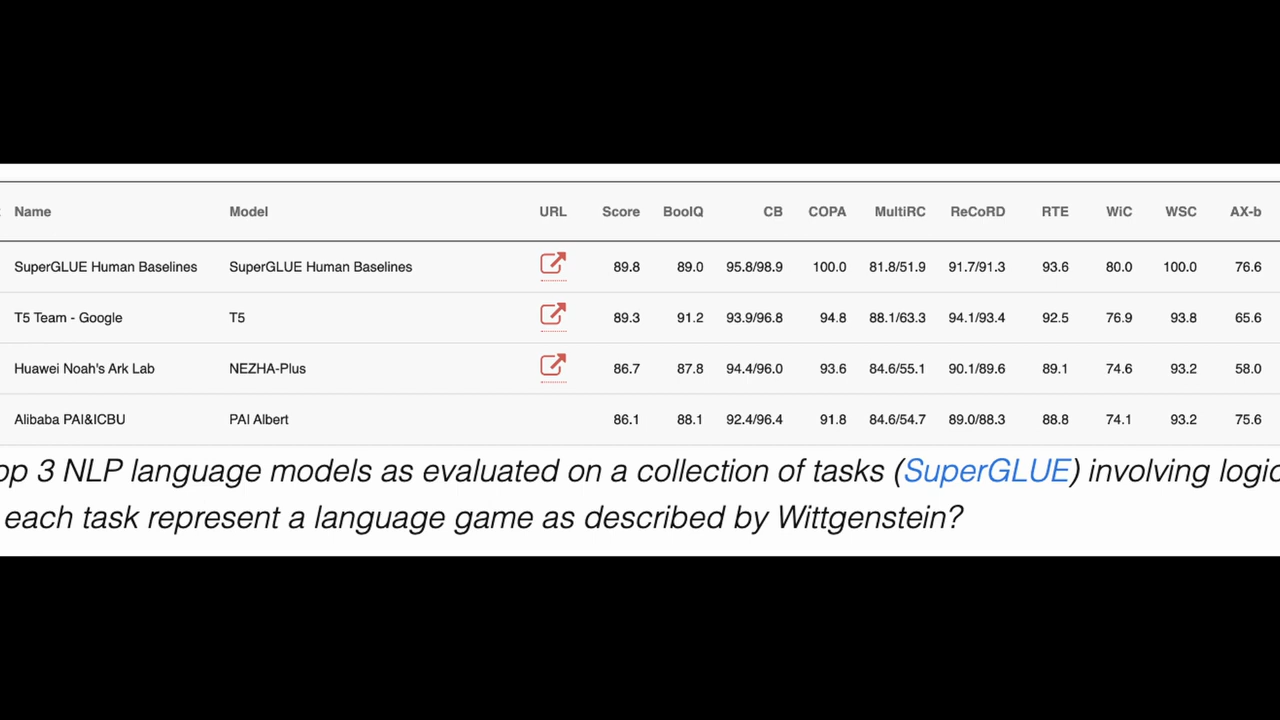 Name Model URL Score BoolQ CB COPA MultiRC ReCoRD RTE WiC WSC AX-b
SuperGLUE Human Baselines SuperGLUE Human Baselines 89.8 89.0 95.8/98.9 100.0 81.8/51.9 91.7/91.3 93.6 80.0 100.0 76.6
T5 Team - Google T5 89.3 91.2 93.9/96.8 94.8 88.1/63.3 94.1/93.4 92.5 76.9 93.8 65.6
Huawei Noah's Ark Lab NEZHA-Plus 86.7 87.8 94.4/96.0 93.6 84.6/55.1 90.1/89.6 89.1 74.6 93.2 58.0
Alibaba PAI&ICBU PAI Albert 86.1 88.1 92.4/96.4 91.8 84.6/54.7 89.0/88.3 88.8 74.1 93.2 75.6
op 3 NLP language models as evaluated on a collection of tasks (SuperGLUE) involving logic
each task represent a language game as described by Wittgenstein?